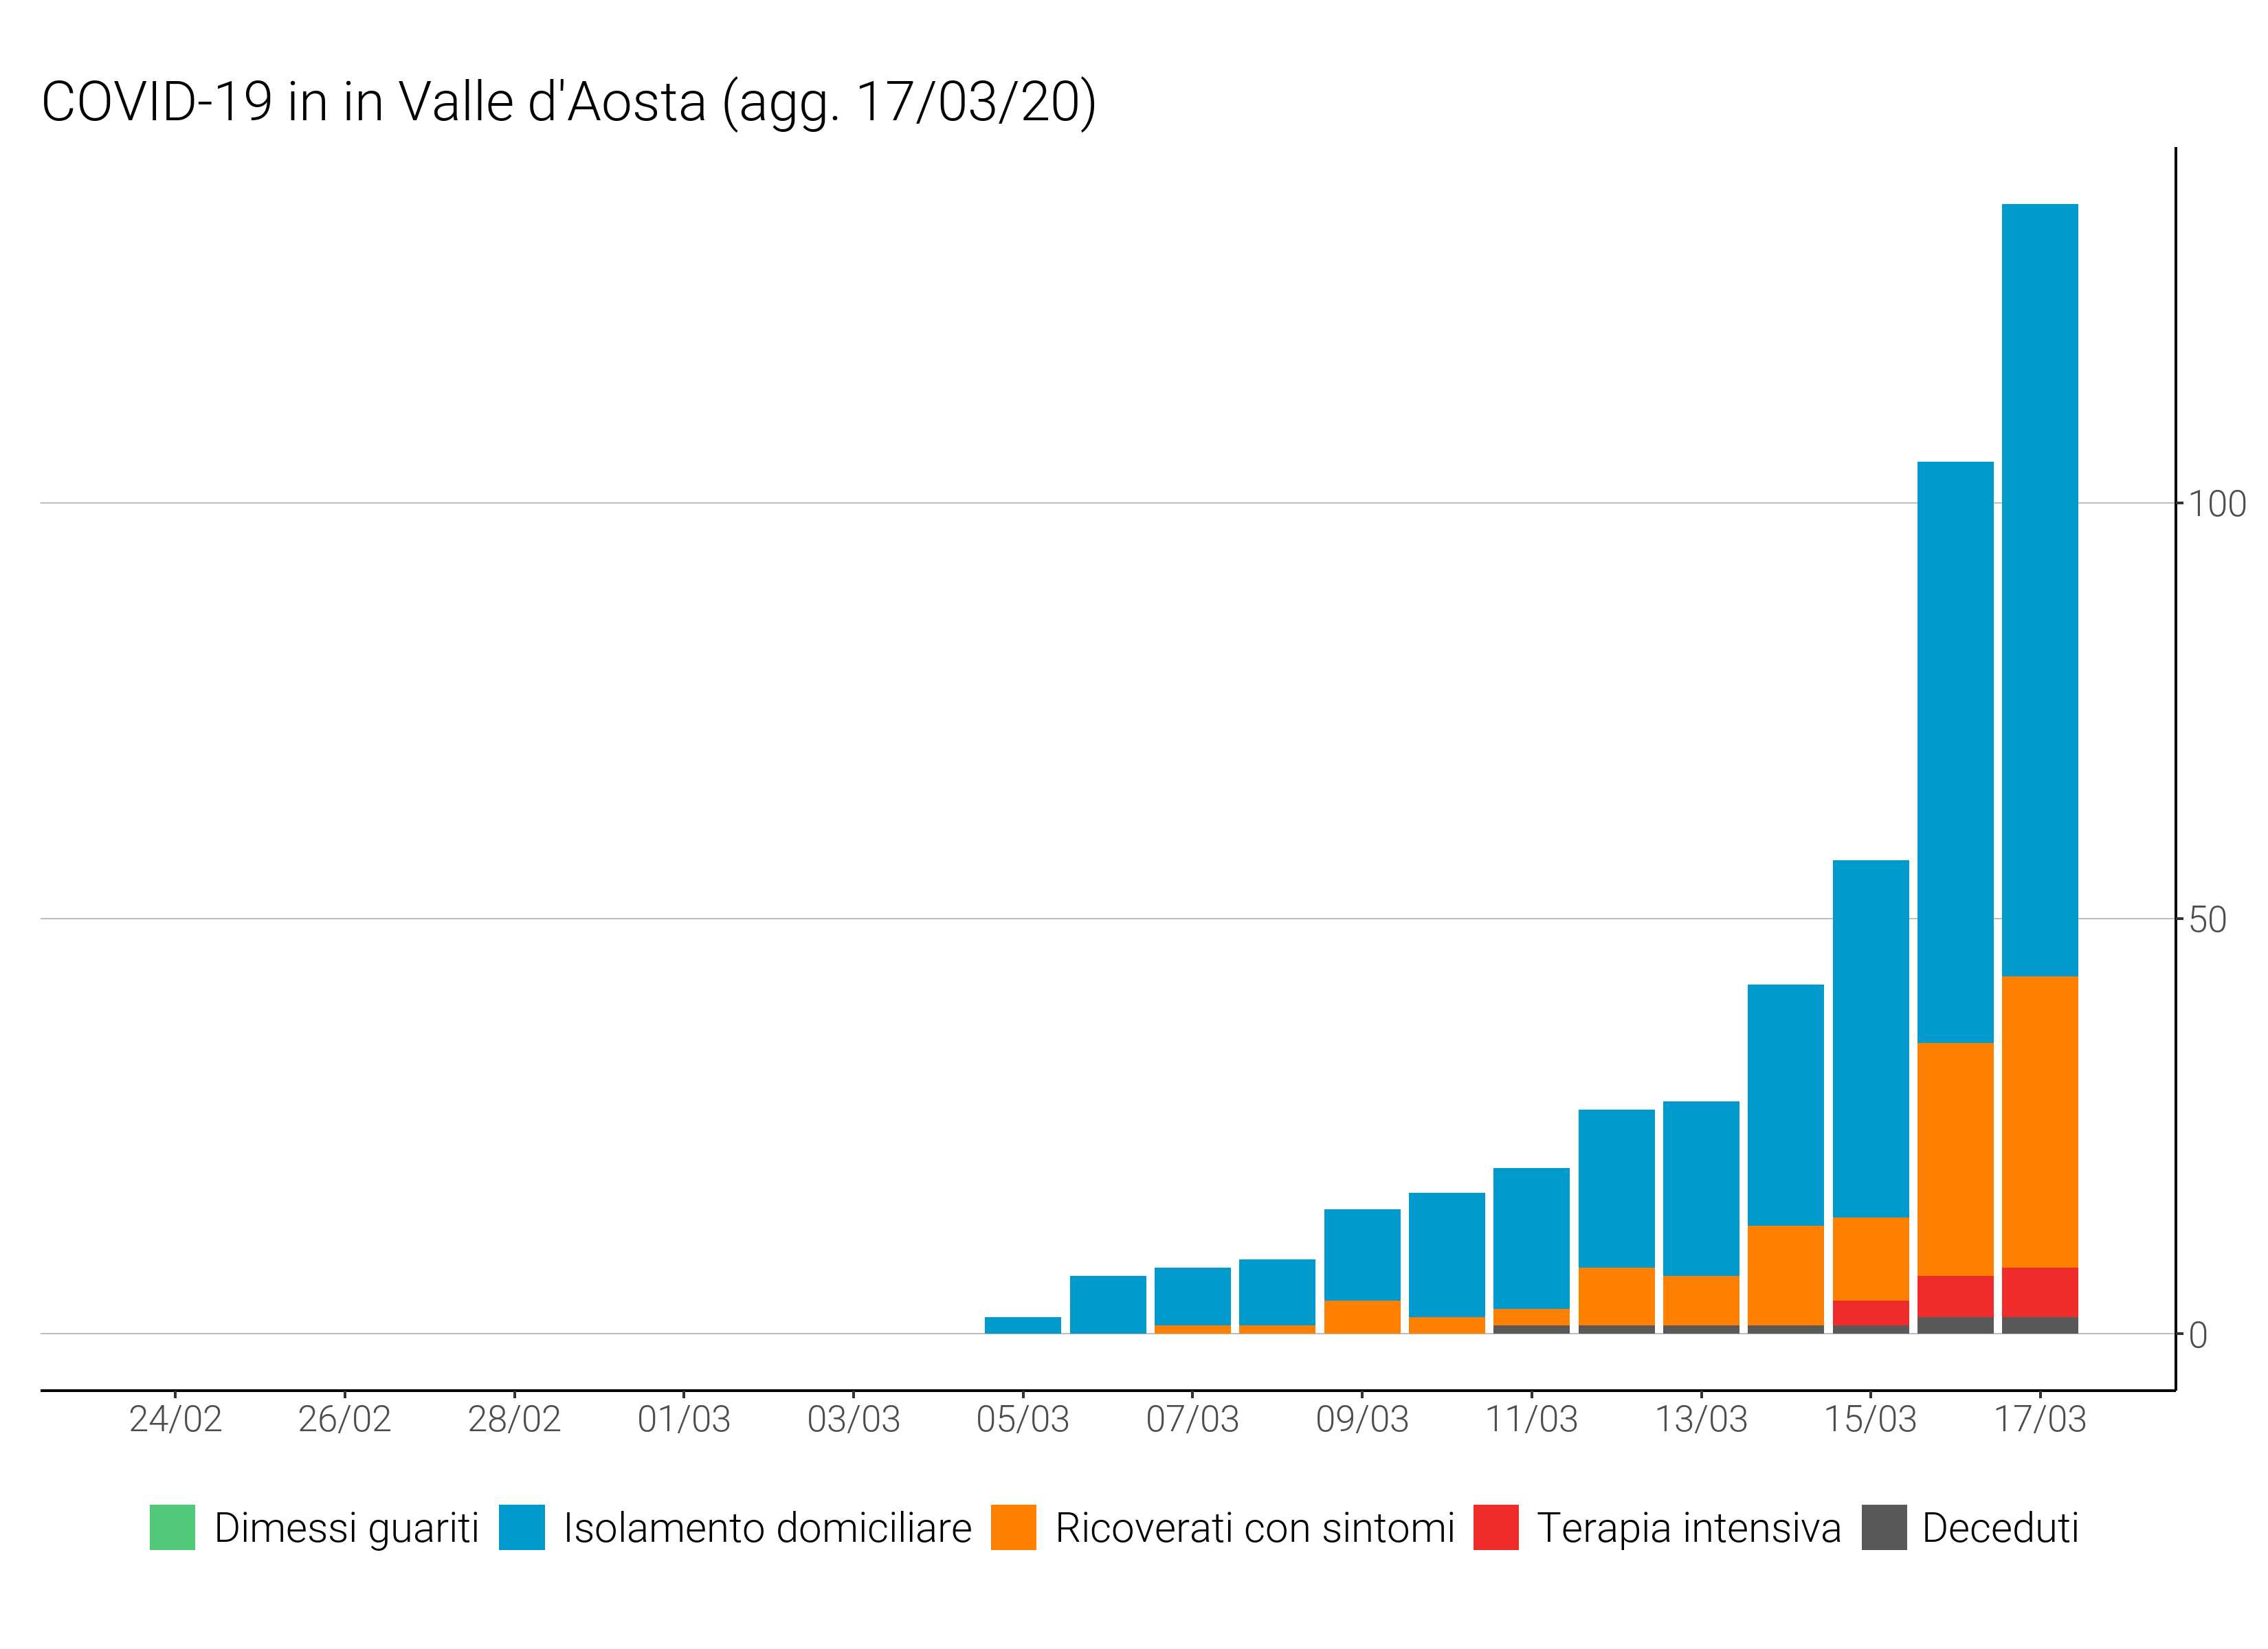 COVID-19 in in Valle d'Aosta (agg. 17/03/20)
100
50
0
24/02 26/02 28/02 01/03 03/03 05/03 07/03 09/03 11/03 13/03 15/03 17/03
Dimessi guariti Isolamento domiciliare Ricoverati con sintomi Terapia intensiva Deceduti